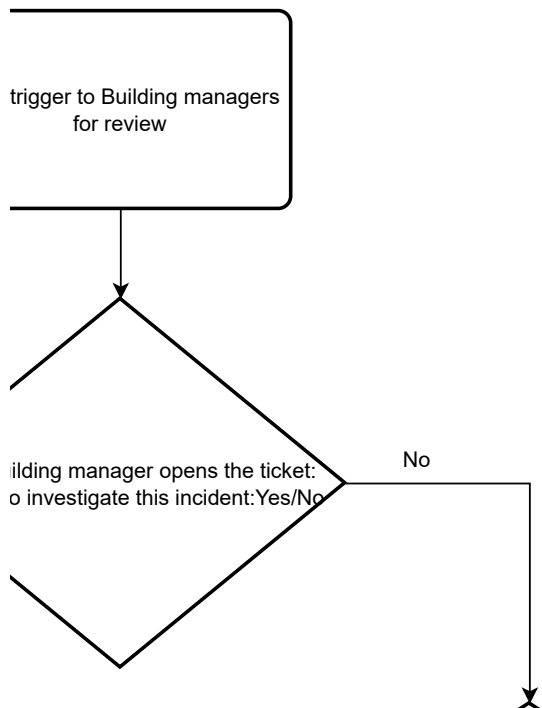 trigger to Building managers
for review
No
ilding manager opens the ticket:
o investigate this incident:Yes/No